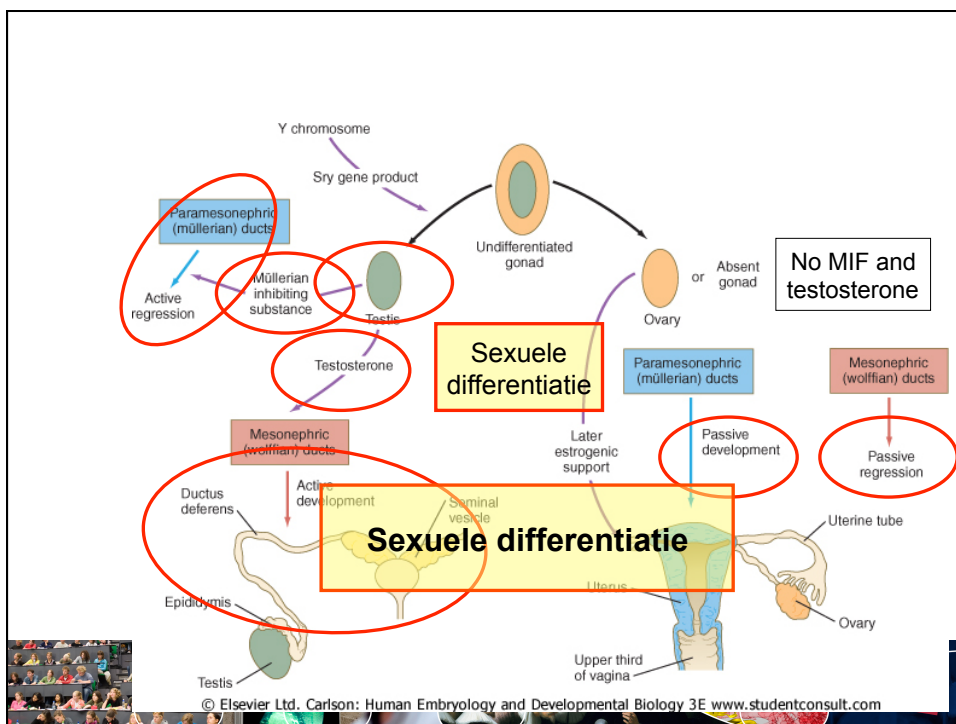 Y chromosome
Sry gene product
Paramesonephric
(müllerian) ducts
Undifferentiated
gonad
Müllerian
inhibiting
substance
Active
regression
Testis
Ovary
or
Absent
gonad
No MIF and
testosterone
Testosterone
Sexuele
differentiatie
Paramesonephric
(müllerian) ducts
Mesonephric
(wolffian) ducts
Mesonephric
(wolffian) ducts
Later
estrogenic
support
Passive
development
Passive
regression
Active
development
Ductus
deferens
Seminal
vesicle
Sexuele differentiatie
Uterine tube
Epididymis
Uterus
Ovary
Testis
Upper third
of vagina
© Elsevier Ltd. Carlson: Human Embryology and Developmental Biology 3E www.studentconsult.com